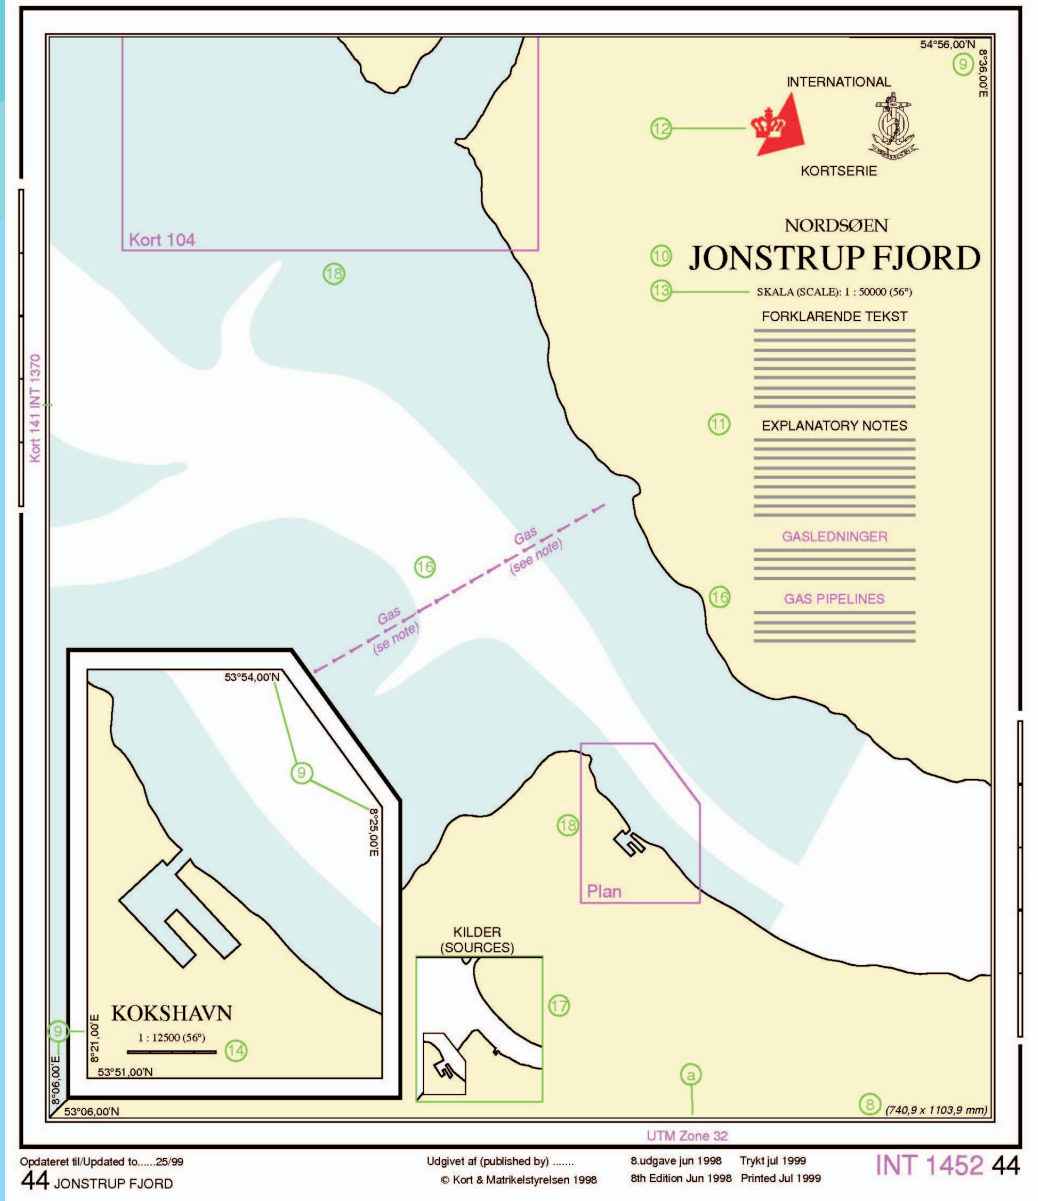 54°56,00'N
8°36,00'E
9
INTERNATIONAL
12
KORTSERIE
NORDSØEN
10
JONSTRUP FJORD
13
SKALA (SCALE): 1 : 50000 (56°)
FORKLARENDE TEKST
11
EXPLANATORY NOTES
GASLEDNINGER
16
GAS PIPELINES
Kort 104
18
Kort 141 INT 1370
Gas
(see note)
16
Gas
(se note)
53°54,00'N
9
8°25,00'E
18
Plan
KILDER
(SOURCES)
17
KOKSHAVN
1 : 12500 (56°)
14
9
8°21,00'E
53°51,00'N
8°06,00'E
53°06,00'N
a
8
(740,9 x 1103,9 mm)
UTM Zone 32
Opdateret til/Updated to......25/99
44 JONSTRUP FJORD
Udgivet af (published by) .......
© Kort & Matrikelstyrelsen 1998
8.udgave jun 1998 Trykt jul 1999
8th Edition Jun 1998 Printed Jul 1999
INT 1452 44